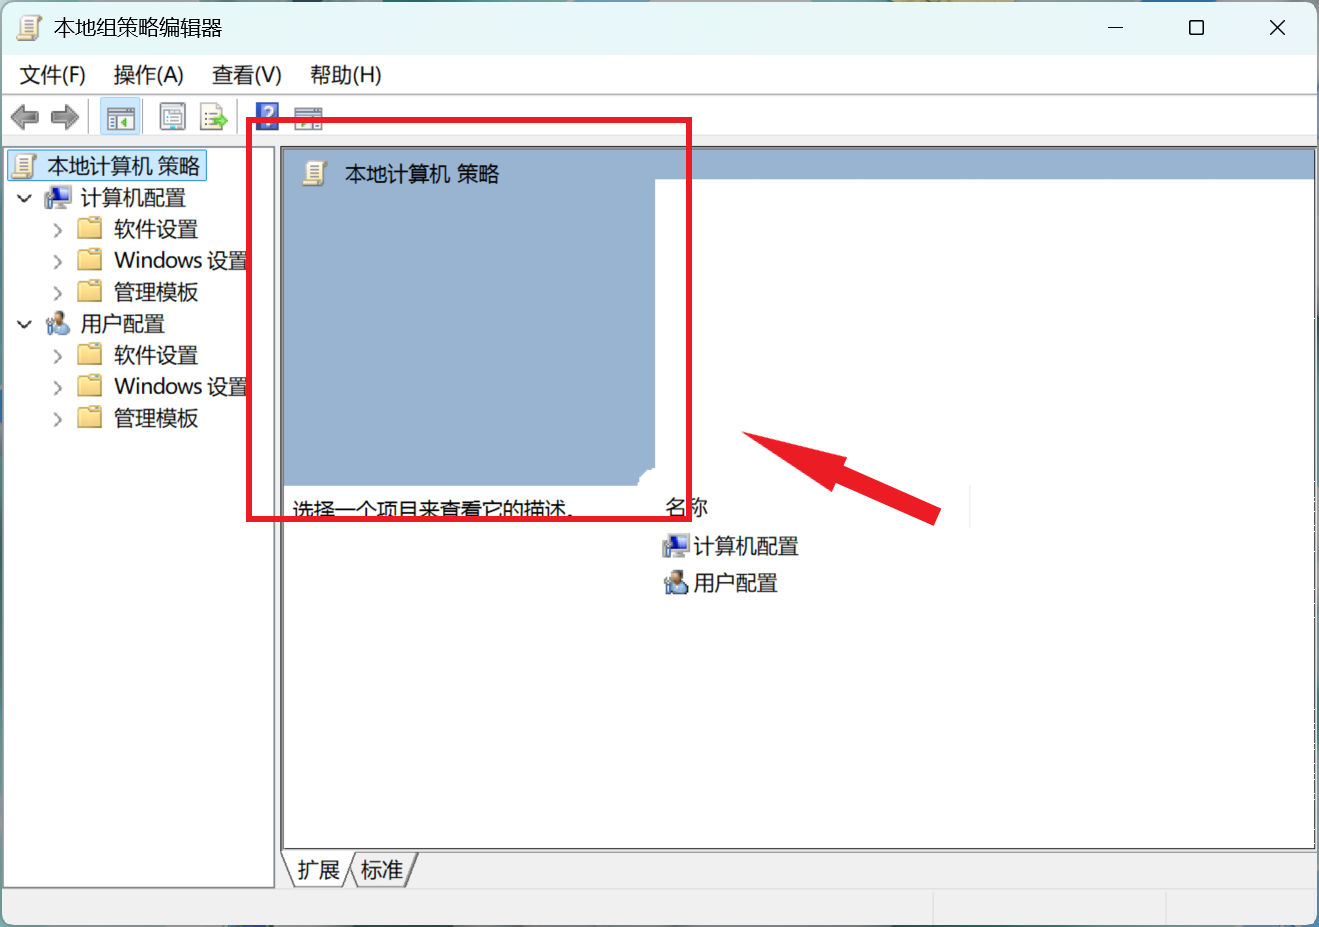 本地组策略编辑器
文件(F) 操作(A) 查看(V) 帮助(H)
本地计算机 策略
计算机配置
软件设置
Windows 设置
管理模板
用户配置
软件设置
Windows 设置
管理模板
本地计算机 策略
选择一个项目来查看它的描述。
名称
计算机配置
用户配置
扩展 标准